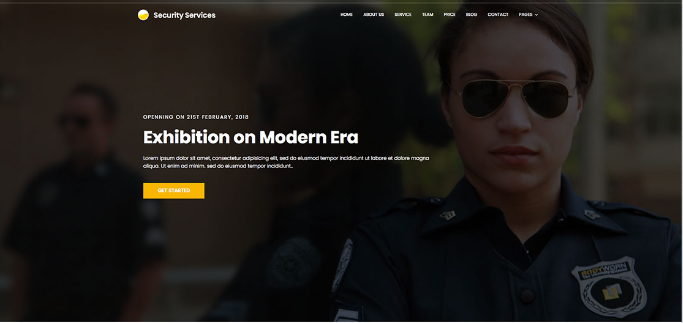 Security Services
HOME ABOUT US SERVICE TEAM PRICE BLOG CONTACT PAGES
OPENNING ON 21ST FEBRUARY, 2018
Exhibition on Modern Era
Lorem ipsum dolor sit amet, consectetur adipisicing elit, sed do eiusmod tempor incididunt ut labore et dolore magna
aliqua. Ut enim ad minim. sed do eiusmod tempor incididunt..
GET STARTED